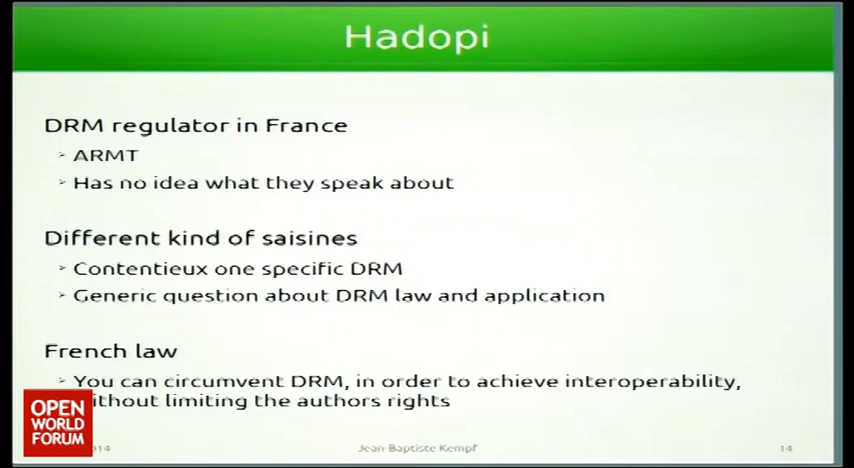 Hadopi
DRM regulator in France
ARMT
Has no idea what they speak about
Different kind of saisines
Contentieux one specific DRM
Generic question about DRM law and application
French law
You can circumvent DRM, in order to achieve interoperability,
without limiting the authors rights
OPEN
WORLD
FORUM
Jean-Baptiste Kempf
14